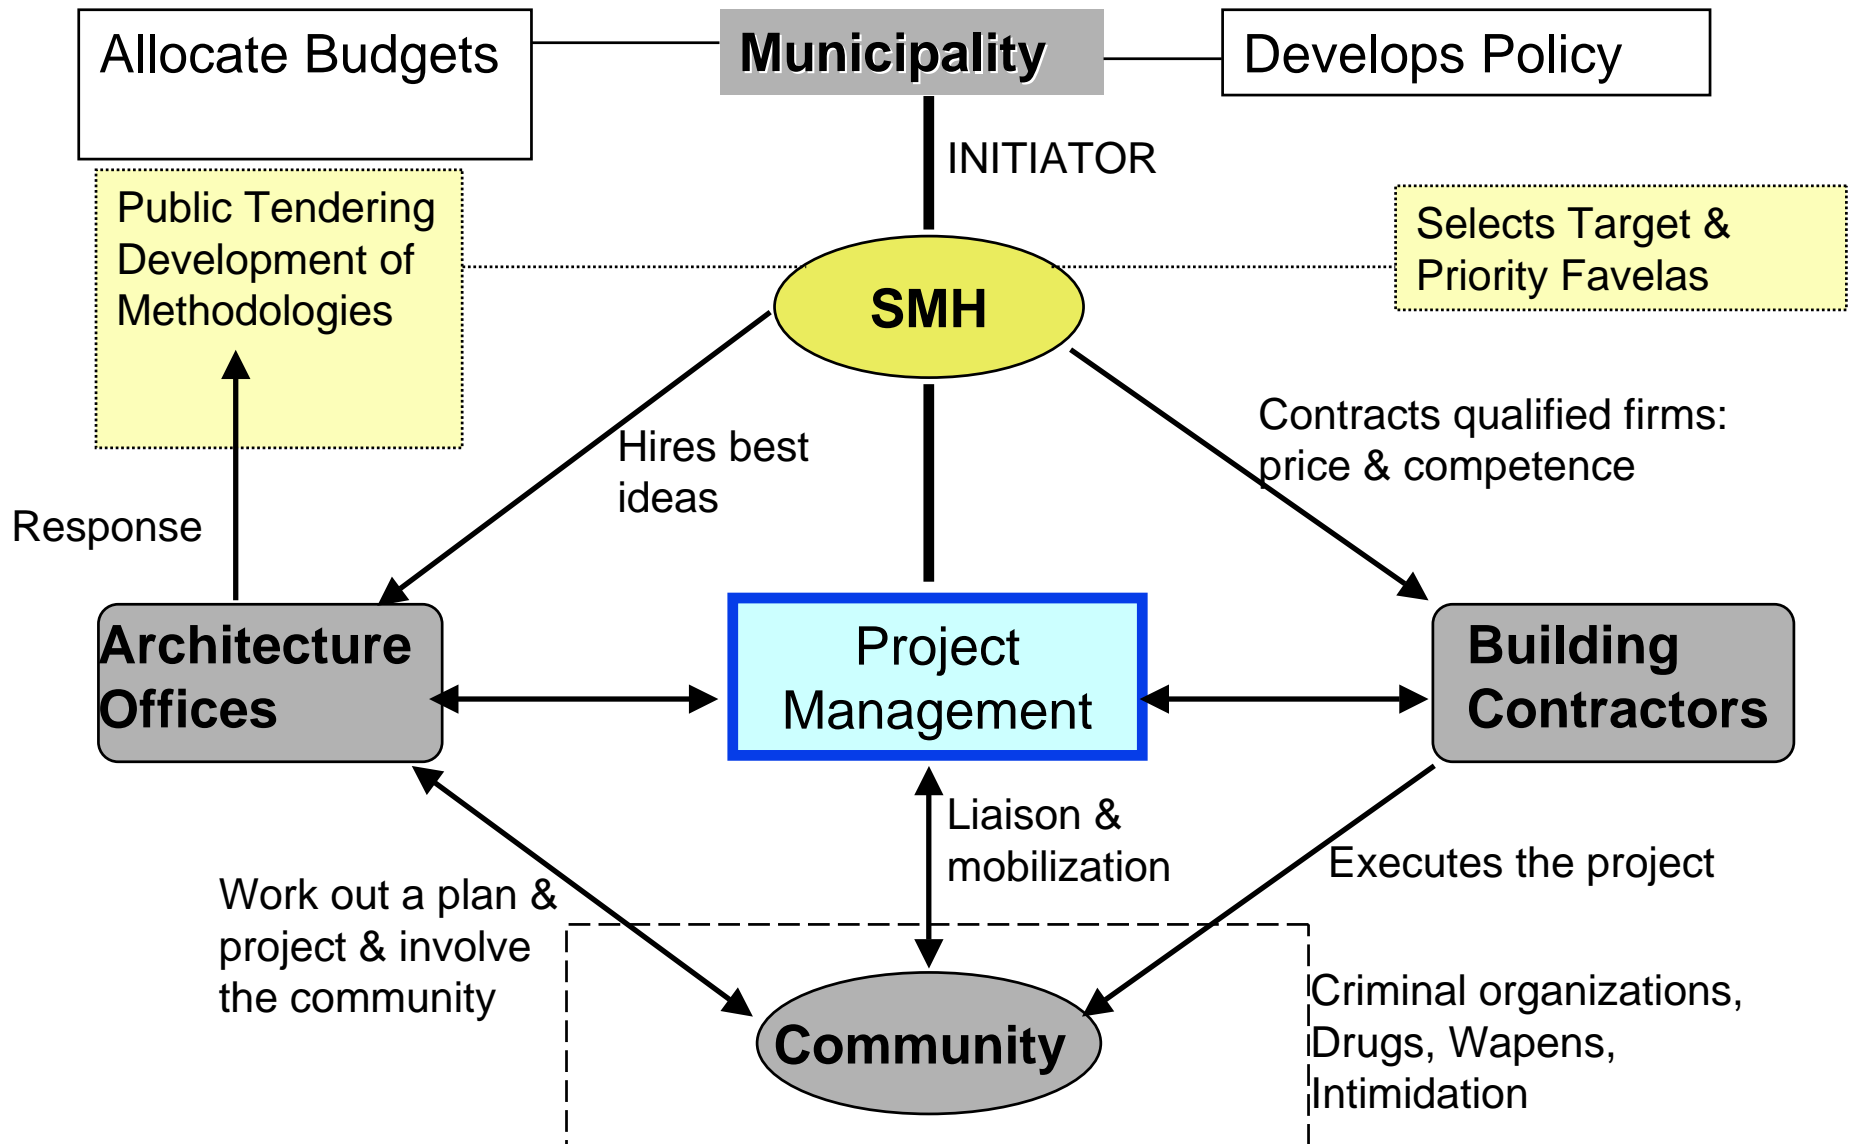 Allocate Budgets
Municipality
Develops Policy
INITIATOR
Public Tendering
Development of
Methodologies
Selects Target &
Priority Favelas
SMH
Hires best
ideas
Contracts qualified firms:
price & competence
Response
Architecture
Offices
Project
Management
Building
Contractors
Liaison &
mobilization
Executes the project
Work out a plan &
project & involve
the community
Community
Criminal organizations,
Drugs, Wapens,
Intimidation